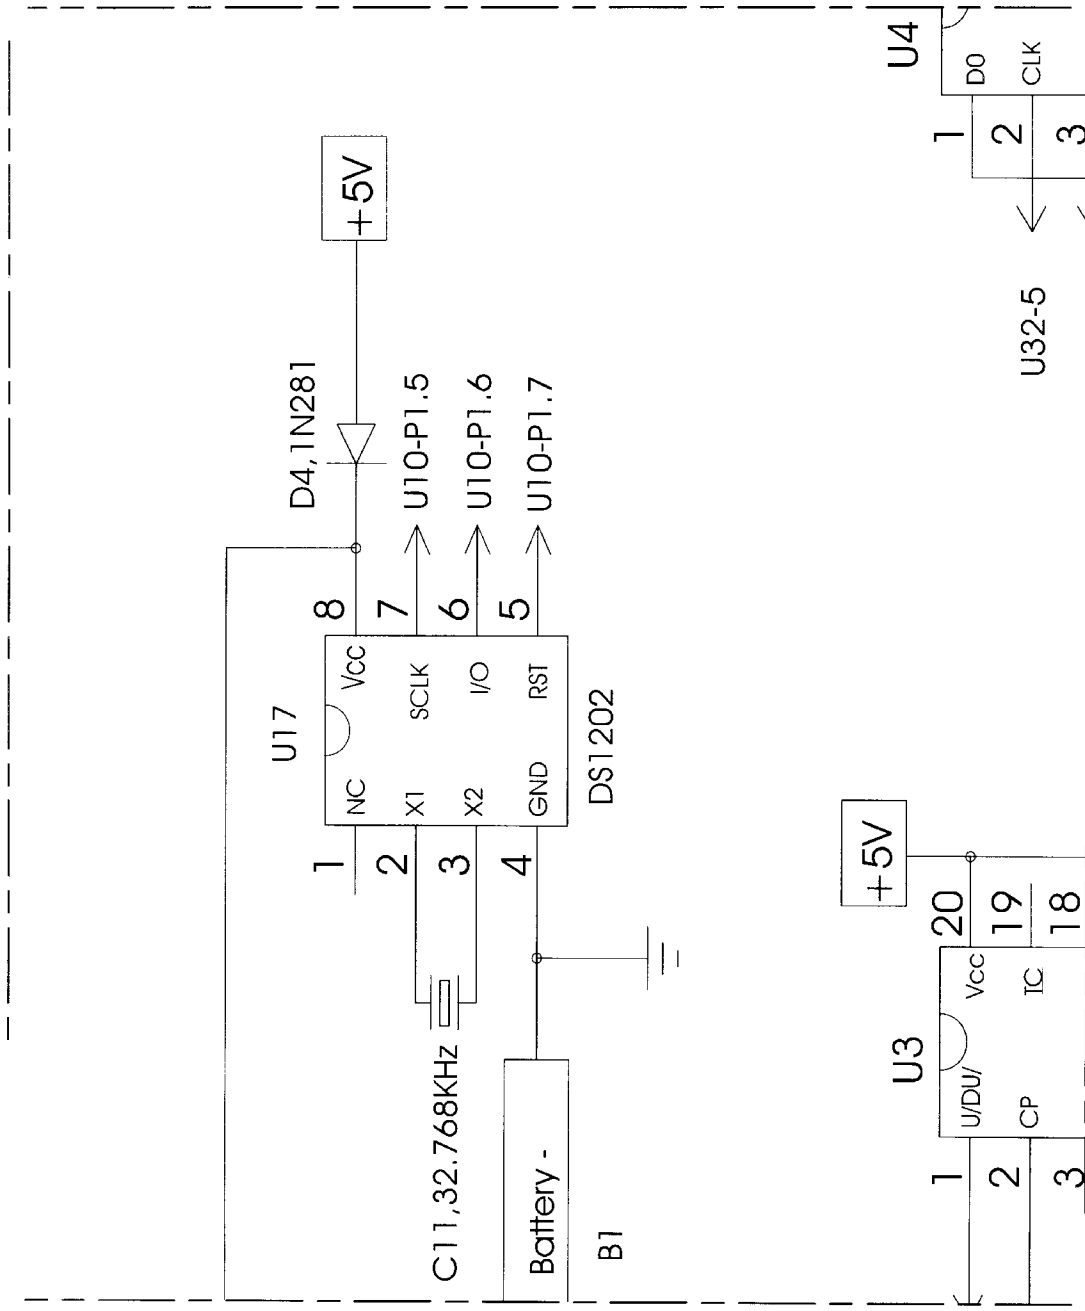 +5V
D4,1N281
U10-P1.5
U10-P1.6
U10-P1.7
8
7
6
5
U17
VCC
SCLK
I/O
RST
NC
X1
X2
GND
DS1202
1
2
3
4
C11,32.768KHz
Battery -
B1
U4
D0
CLK
1
2
3
U32-5
+5V
20
19
18
U3
Vcc
IC
U/DU/
CP
1
2
3